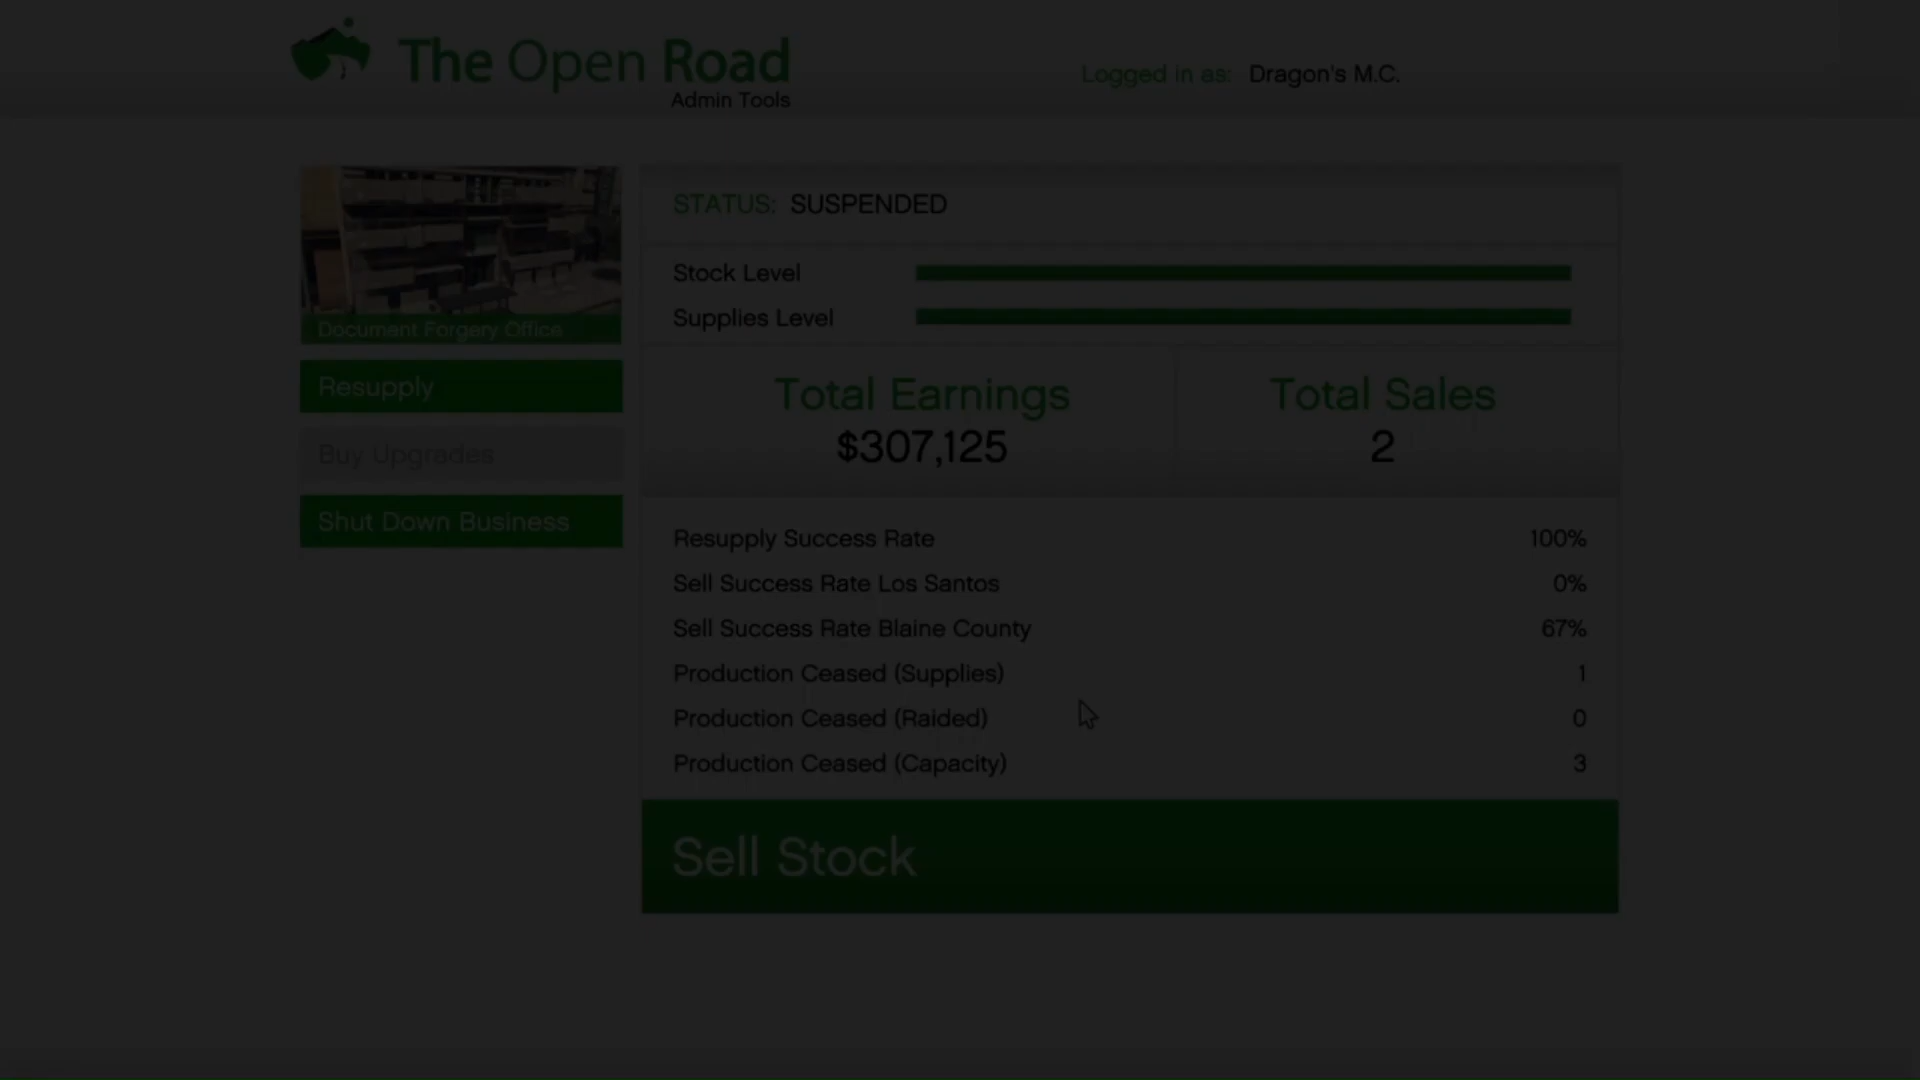 The Open Road
Admin Tools
Logged in as: Dragon's M.C.
Document Forgery Office
Resupply
Buy Upgrades
Shut Down Business
STATUS: SUSPENDED
Stock Level
Supplies Level
Total Earnings
$307,125
Total Sales
2
Resupply Success Rate 100%
Sell Success Rate Los Santos 0%
Sell Success Rate Blaine County 67%
Production Ceased (Supplies) 1
Production Ceased (Raided) 0
Production Ceased (Capacity) 3
Sell Stock